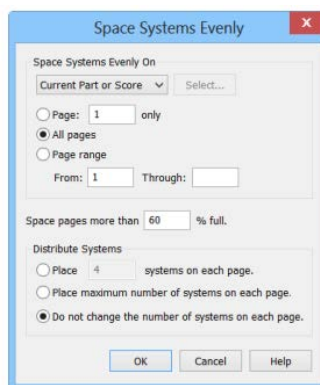 Space Systems Evenly
x
Space Systems Evenly On
Current Part or Score
Select...
Page: 1 only
All pages
Page range
From: 1 Through:
Space pages more than 60 % full.
Distribute Systems
Place 4 systems on each page.
Place maximum number of systems on each page.
Do not change the number of systems on each page.
OK Cancel Help